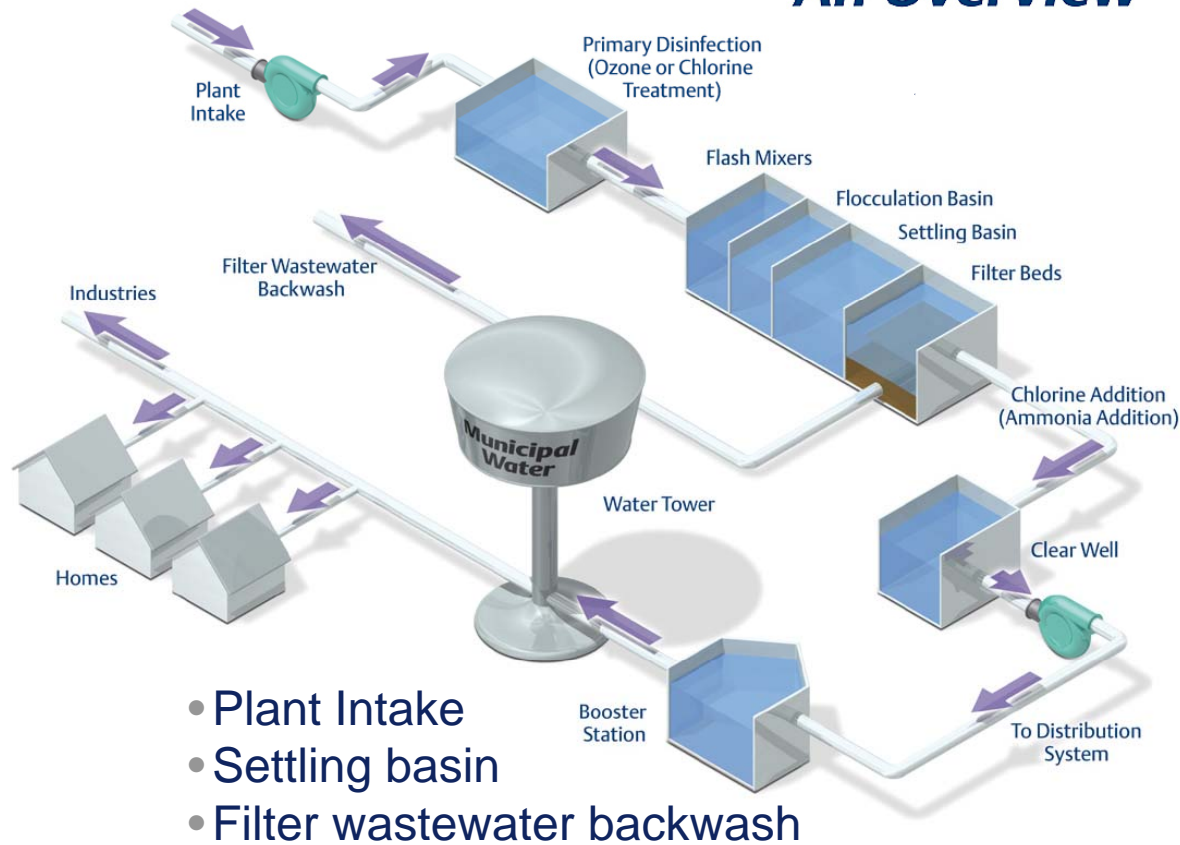 An Overview
Plant
Intake
Primary Disinfection
(Ozone or Chlorine
Treatment)
Flash Mixers
Flocculation Basin
Settling Basin
Filter Beds
Filter Wastewater
Backwash
Industries
Chlorine Addition
(Ammonia Addition)
Municipal
Water
Water Tower
Clear Well
Homes
Booster
Station
To Distribution
System
• Plant Intake
• Settling basin
• Filter wastewater backwash